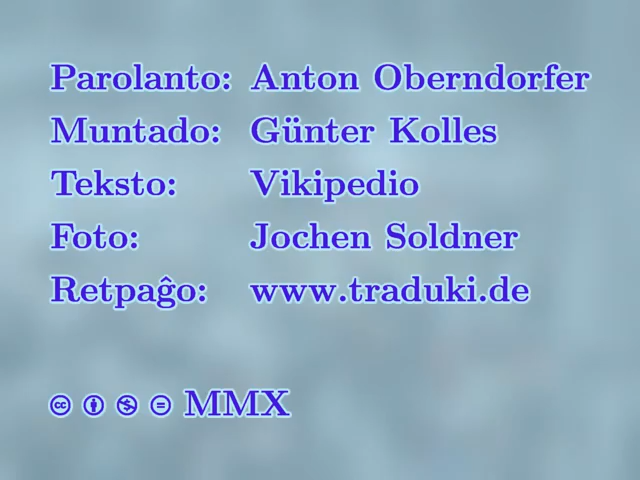 Parolanto: Anton Oberndorfer
Muntado: Günter Kolles
Teksto: Vikipedio
Foto: Jochen Soldner
Retpaĝo: www.traduki.de
🅭 🅯 🄏 ⊜ MMX